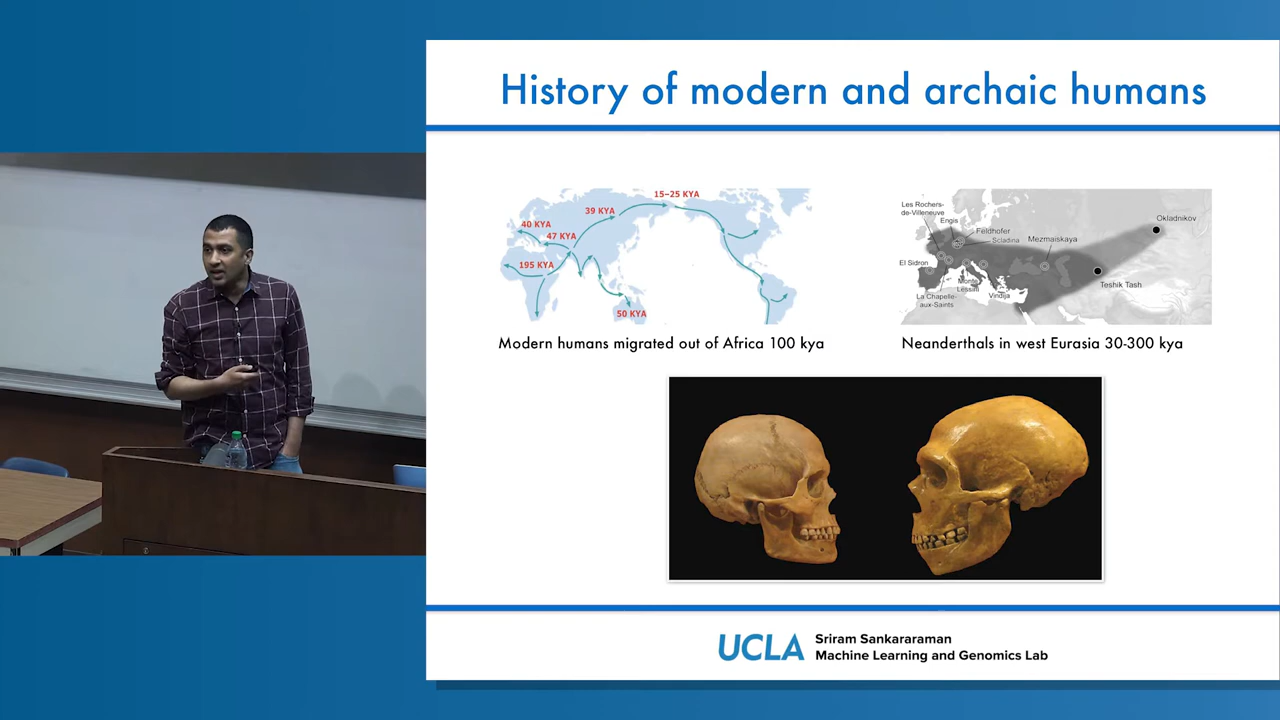 History of modern and archaic humans
15–25 KYA
39 KYA
40 KYA
47 KYA
195 KYA
50 KYA
Modern humans migrated out of Africa 100 kya
Les Rochers-
de-Villeneuve
Engis
Feldhofer
Scladina
Mezmaiskaya
Okladnikov
El Sidron
Monte
Lessini
Teshik Tash
La Chapelle-
aux-Saints
Vindija
Neanderthals in west Eurasia 30-300 kya
UCLA
Sriram Sankararaman
Machine Learning and Genomics Lab